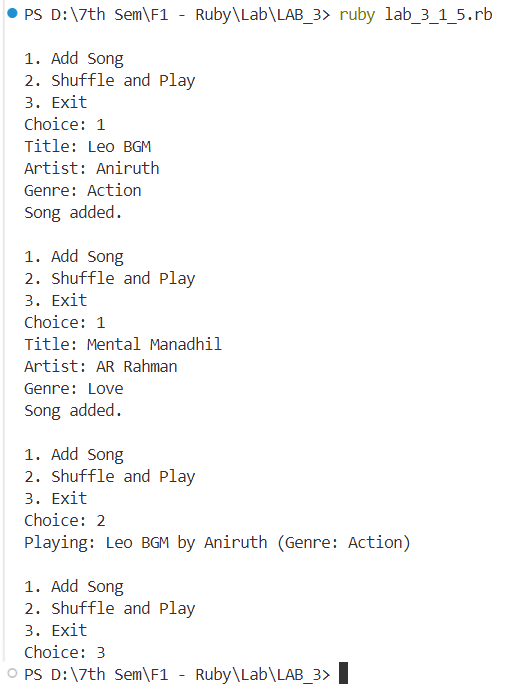 PS D:\7th Sem\F1 - Ruby\Lab\LAB_3> ruby lab_3_1_5.rb
1. Add Song
2. Shuffle and Play
3. Exit
Choice: 1
Title: Leo BGM
Artist: Aniruth
Genre: Action
Song added.
1. Add Song
2. Shuffle and Play
3. Exit
Choice: 1
Title: Mental Manadhil
Artist: AR Rahman
Genre: Love
Song added.
1. Add Song
2. Shuffle and Play
3. Exit
Choice: 2
Playing: Leo BGM by Aniruth (Genre: Action)
1. Add Song
2. Shuffle and Play
3. Exit
Choice: 3
PS D:\7th Sem\F1 - Ruby\Lab\LAB_3>